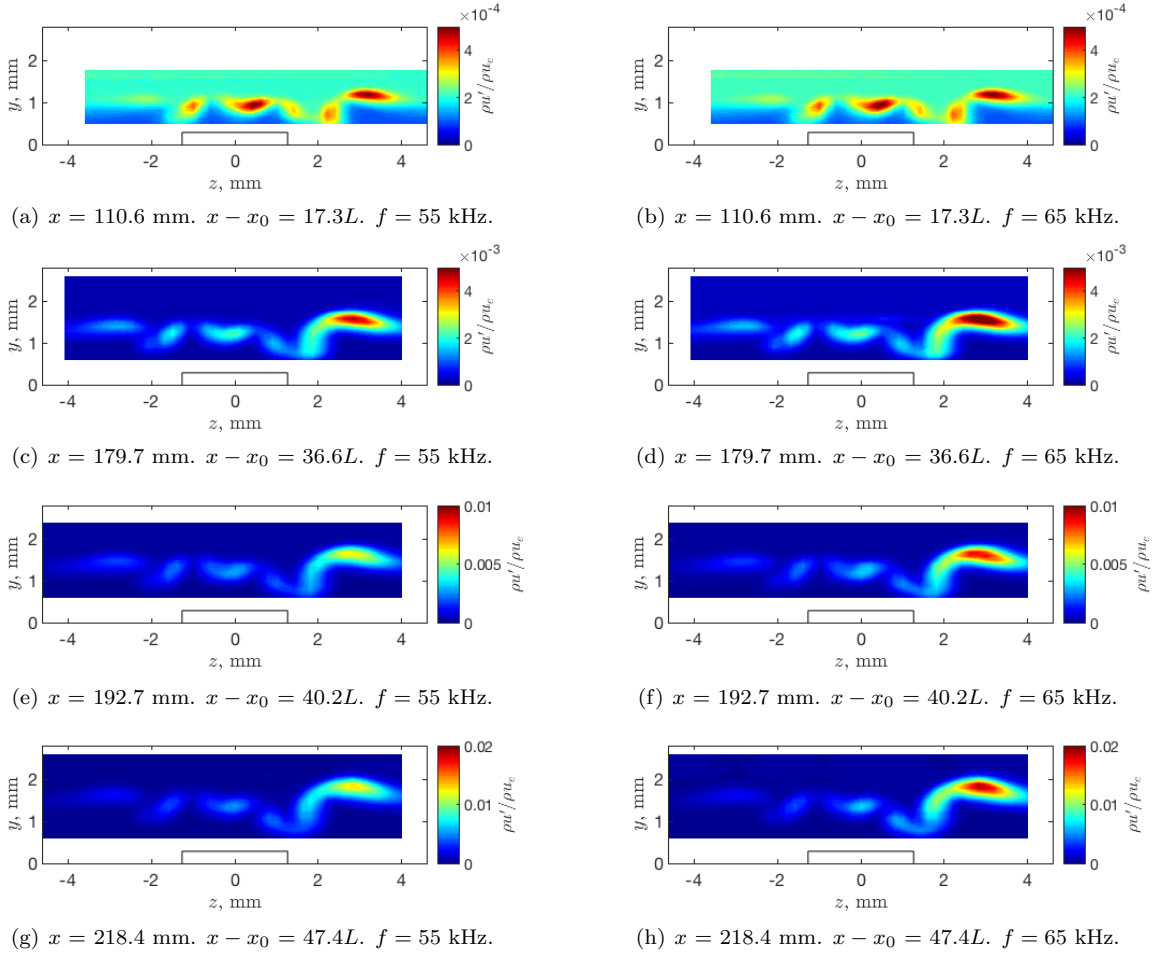 ×10⁻⁴ ×10⁻⁴
y, mm 2 1 0 -4 -2 0 2 4 z, mm 4 2 0 ρu′/ρuₑ
y, mm 2 1 0 -4 -2 0 2 4 z, mm 4 2 0 ρu′/ρuₑ
(a) x = 110.6 mm. x − x₀ = 17.3L. f = 55 kHz.
(b) x = 110.6 mm. x − x₀ = 17.3L. f = 65 kHz.
×10⁻³ ×10⁻³
y, mm 2 1 0 -4 -2 0 2 4 z, mm 4 2 0 ρu′/ρuₑ
y, mm 2 1 0 -4 -2 0 2 4 z, mm 4 2 0 ρu′/ρuₑ
(c) x = 179.7 mm. x − x₀ = 36.6L. f = 55 kHz.
(d) x = 179.7 mm. x − x₀ = 36.6L. f = 65 kHz.
y, mm 2 1 0 -4 -2 0 2 4 z, mm 0.01 0.005 0 ρu′/ρuₑ
y, mm 2 1 0 -4 -2 0 2 4 z, mm 0.01 0.005 0 ρu′/ρuₑ
(e) x = 192.7 mm. x − x₀ = 40.2L. f = 55 kHz.
(f) x = 192.7 mm. x − x₀ = 40.2L. f = 65 kHz.
y, mm 2 1 0 -4 -2 0 2 4 z, mm 0.02 0.01 0 ρu′/ρuₑ
y, mm 2 1 0 -4 -2 0 2 4 z, mm 0.02 0.01 0 ρu′/ρuₑ
(g) x = 218.4 mm. x − x₀ = 47.4L. f = 55 kHz.
(h) x = 218.4 mm. x − x₀ = 47.4L. f = 65 kHz.